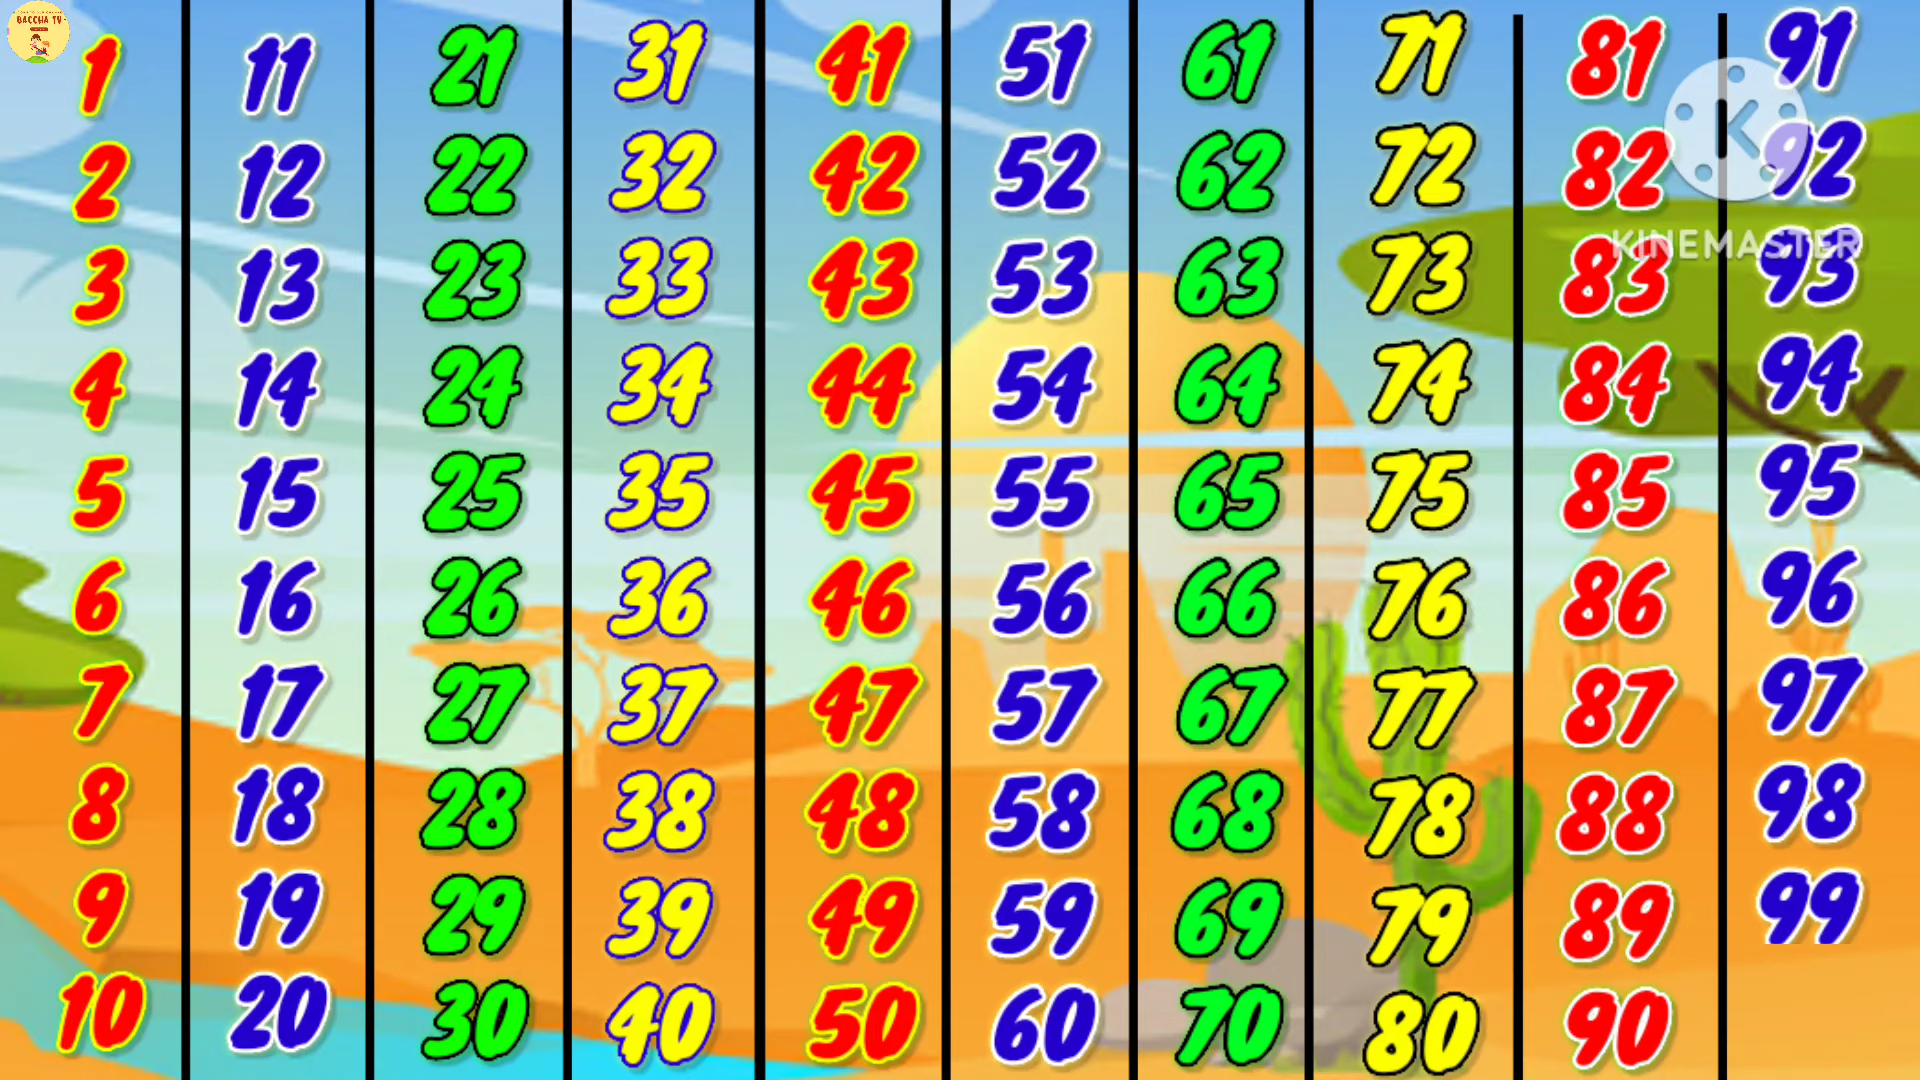 BACCHA TV
1 11 21 31 41 51 61 71 81 91
2 12 22 32 42 52 62 72 82 92
3 13 23 33 43 53 63 73 83 93
KINEMASTER
4 14 24 34 44 54 64 74 84 94
5 15 25 35 45 55 65 75 85 95
6 16 26 36 46 56 66 76 86 96
7 17 27 37 47 57 67 77 87 97
8 18 28 38 48 58 68 78 88 98
9 19 29 39 49 59 69 79 89 99
10 20 30 40 50 60 70 80 90